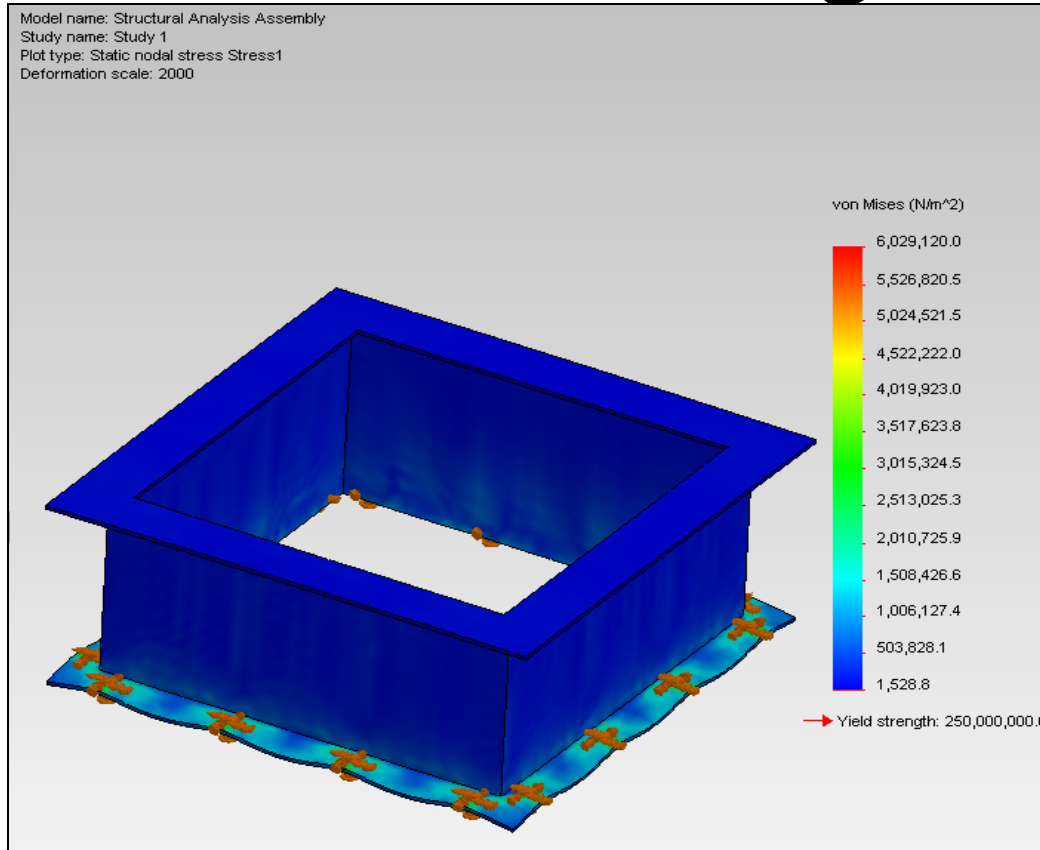 Model name: Structural Analysis Assembly
Study name: Study 1
Plot type: Static nodal stress Stress1
Deformation scale: 2000
von Mises (N/m^2)
6,029,120.0
5,526,820.5
5,024,521.5
4,522,222.0
4,019,923.0
3,517,623.8
3,015,324.5
2,513,025.3
2,010,725.9
1,508,426.6
1,006,127.4
503,828.1
1,528.8
Yield strength: 250,000,000.